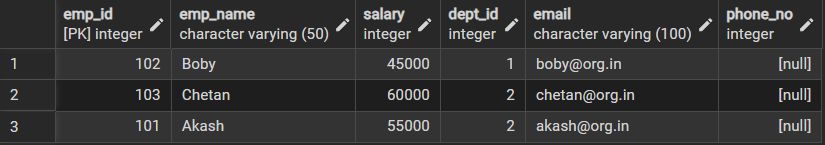 emp_id emp_name salary dept_id email phone_no
[PK] integer character varying (50) integer integer character varying (100) integer
1 102 Boby 45000 1 boby@org.in [null]
2 103 Chetan 60000 2 chetan@org.in [null]
3 101 Akash 55000 2 akash@org.in [null]